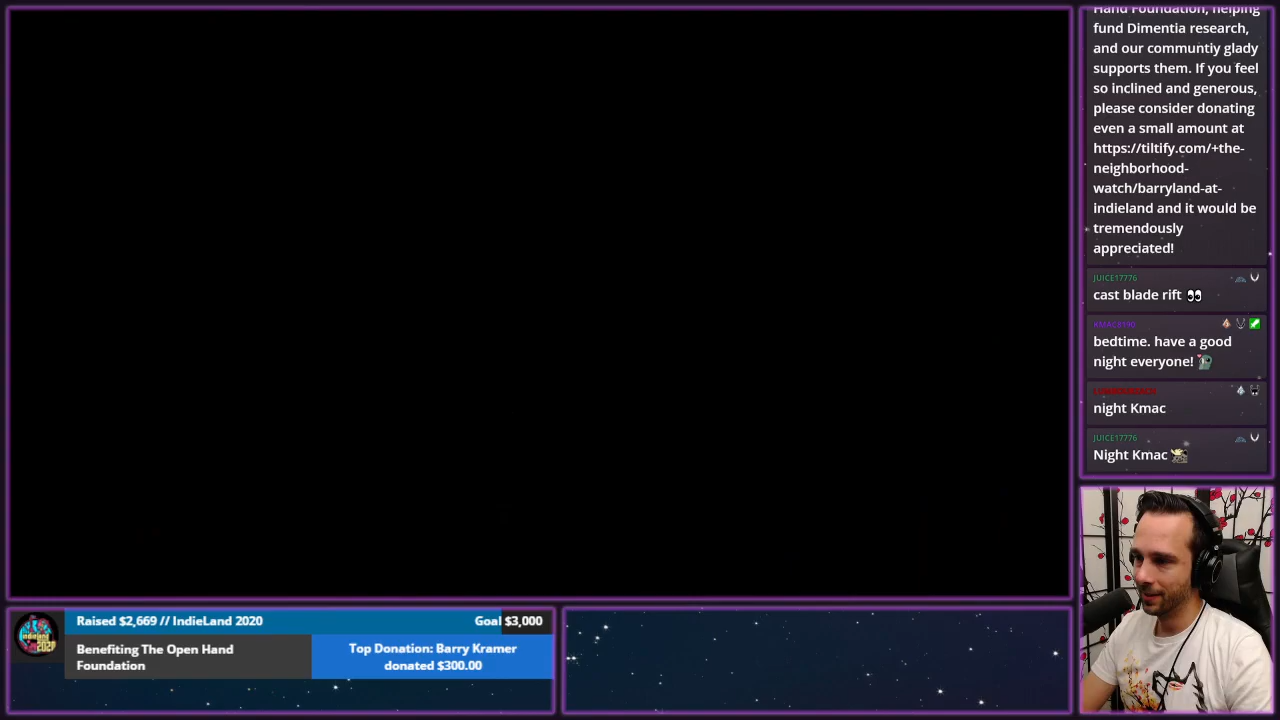 Hand Foundation, helping
fund Dimentia research,
and our communtiy glady
supports them. If you feel
so inclined and generous,
please consider donating
even a small amount at
https://tiltify.com/+the-
neighborhood-
watch/barryland-at-
indieland and it would be
tremendously
appreciated!
JUICE17776
cast blade rift
KMAC8190
bedtime. have a good
night everyone!
night Kmac
JUICE17776
Night Kmac
Raised $2,669 // IndieLand 2020
Goal $3,000
Benefiting The Open Hand
Foundation
Top Donation: Barry Kramer
donated $300.00